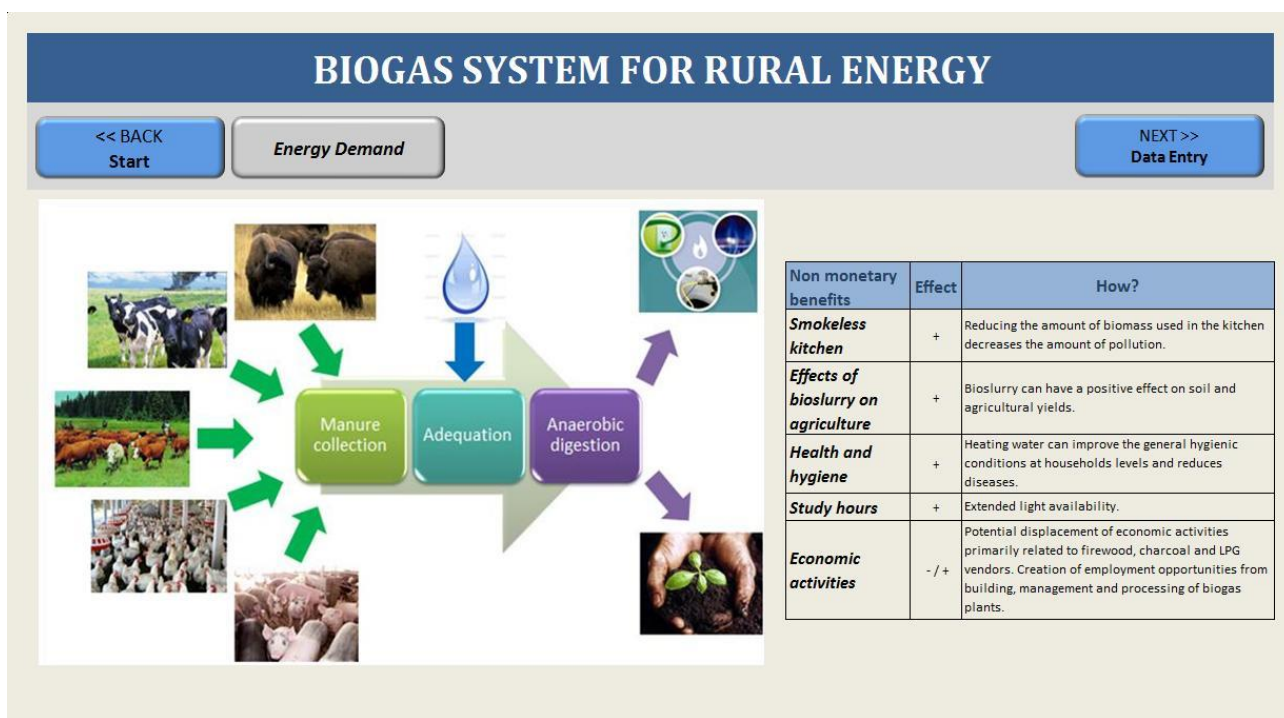 BIOGAS SYSTEM FOR RURAL ENERGY
<< BACK
Start
Energy Demand
NEXT >>
Data Entry
Manure
collection
Adequation
Anaerobic
digestion
Non monetary
benefits
Effect
How?
Smokeless
kitchen
+
Reducing the amount of biomass used in the kitchen
decreases the amount of pollution.
Effects of
bioslurry on
agriculture
+
Bioslurry can have a positive effect on soil and
agricultural yields.
Health and
hygiene
+
Heating water can improve the general hygienic
conditions at households levels and reduces
diseases.
Study hours
+
Extended light availability.
Economic
activities
- / +
Potential displacement of economic activities
primarily related to firewood, charcoal and LPG
vendors. Creation of employment opportunities from
building, management and processing of biogas
plants.